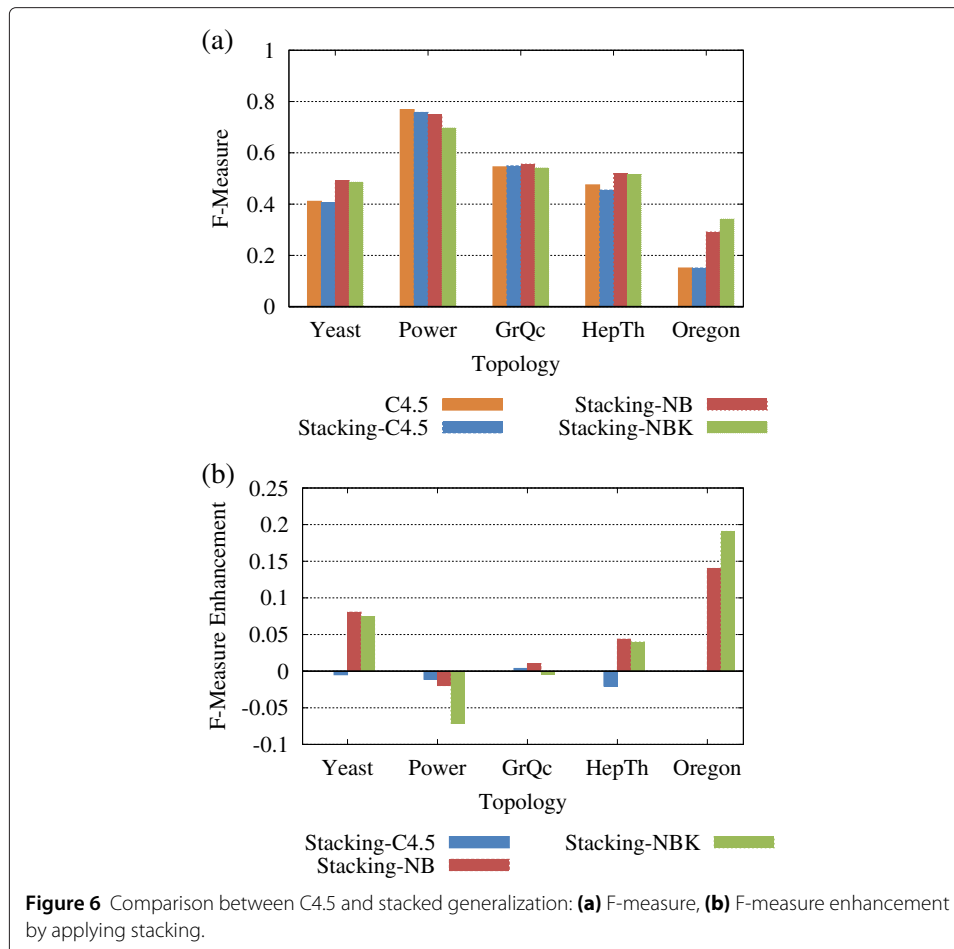 (a)
1
0.8
0.6
0.4
0.2
0
F-Measure
Yeast Power GrQc HepTh Oregon
Topology
C4.5
Stacking-C4.5
Stacking-NB
Stacking-NBK
(b)
0.25
0.2
0.15
0.1
0.05
0
-0.05
-0.1
F-Measure Enhancement
Yeast Power GrQc HepTh Oregon
Topology
Stacking-C4.5
Stacking-NB
Stacking-NBK
Figure 6 Comparison between C4.5 and stacked generalization: (a) F-measure, (b) F-measure enhancement
by applying stacking.